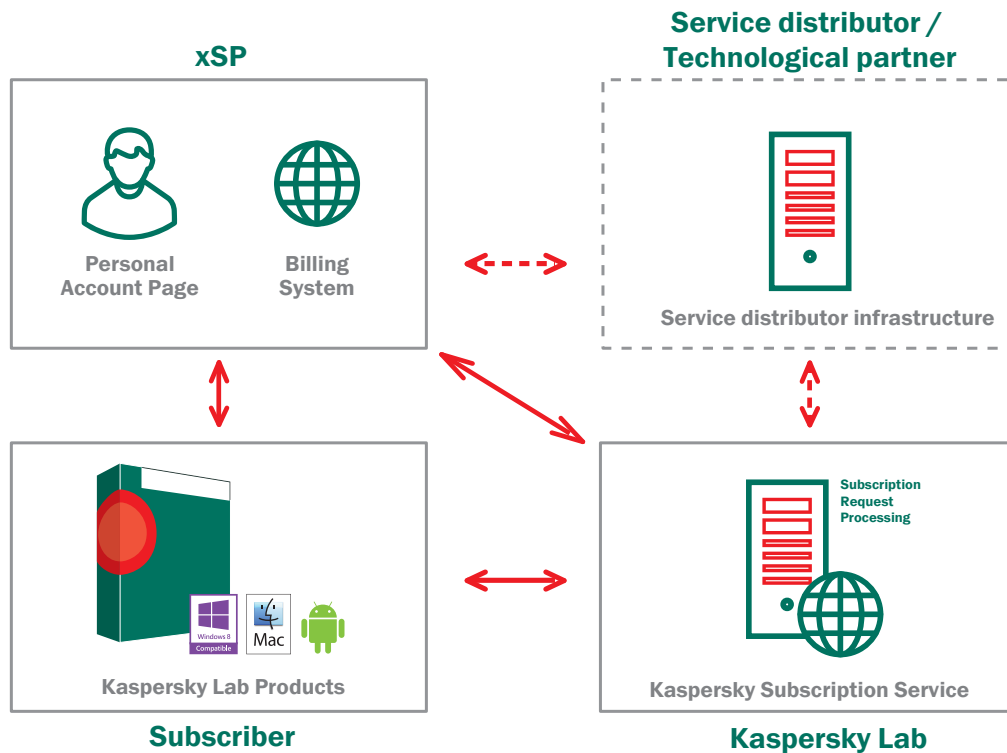 xSP
Service distributor /
Technological partner
Personal
Account Page
Billing
System
Service distributor infrastructure
Windows 8
Compatible
Mac
Kaspersky Lab Products
Subscriber
Subscription
Request
Processing
Kaspersky Subscription Service
Kaspersky Lab